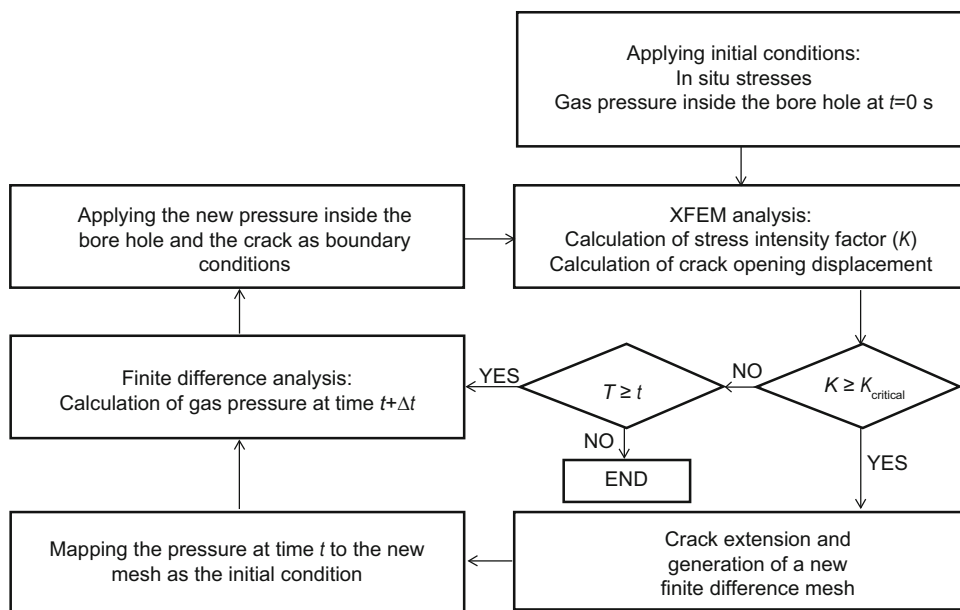 Applying initial conditions:
In situ stresses
Gas pressure inside the bore hole at t=0 s
Applying the new pressure inside the
bore hole and the crack as boundary
conditions
XFEM analysis:
Calculation of stress intensity factor (K)
Calculation of crack opening displacement
Finite difference analysis:
Calculation of gas pressure at time t+Δt
YES
T ≥ t
NO
K ≥ Kcritical
NO
END
YES
Mapping the pressure at time t to the new
mesh as the initial condition
Crack extension and
generation of a new
finite difference mesh